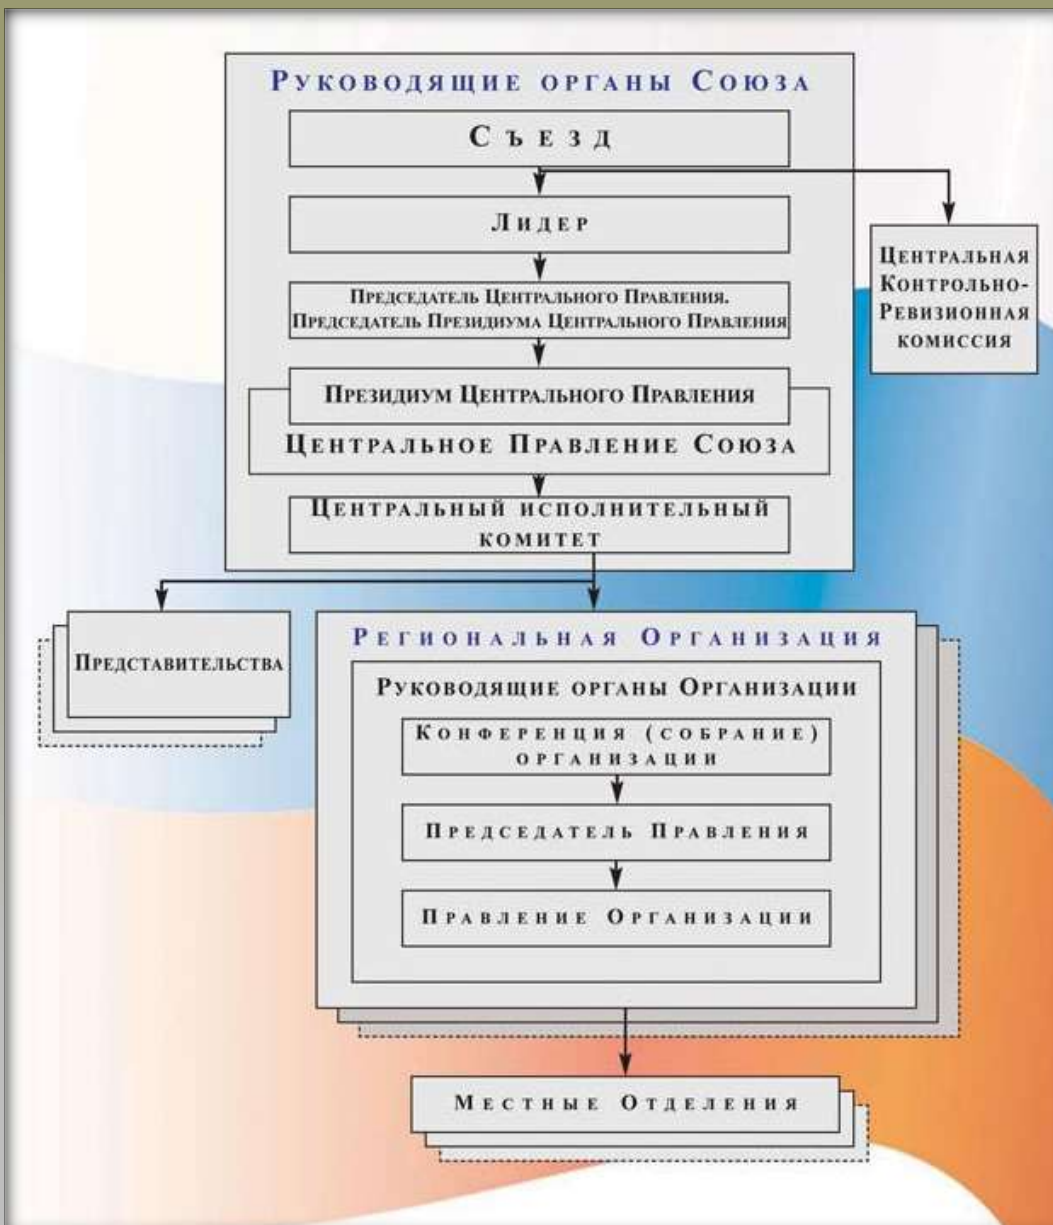 Руководящие органы Союза
Съезд
Лидер
Центральная
Контрольно-
Ревизионная
комиссия
Председатель Центрального Правления.
Председатель Президиума Центрального Правления
Президиум Центрального Правления
Центральное Правление Союза
Центральный исполнительный
комитет
Представительства
Региональная Организация
Руководящие органы Организации
Конференция (собрание)
организации
Председатель Правления
Правление Организации
Местные Отделения